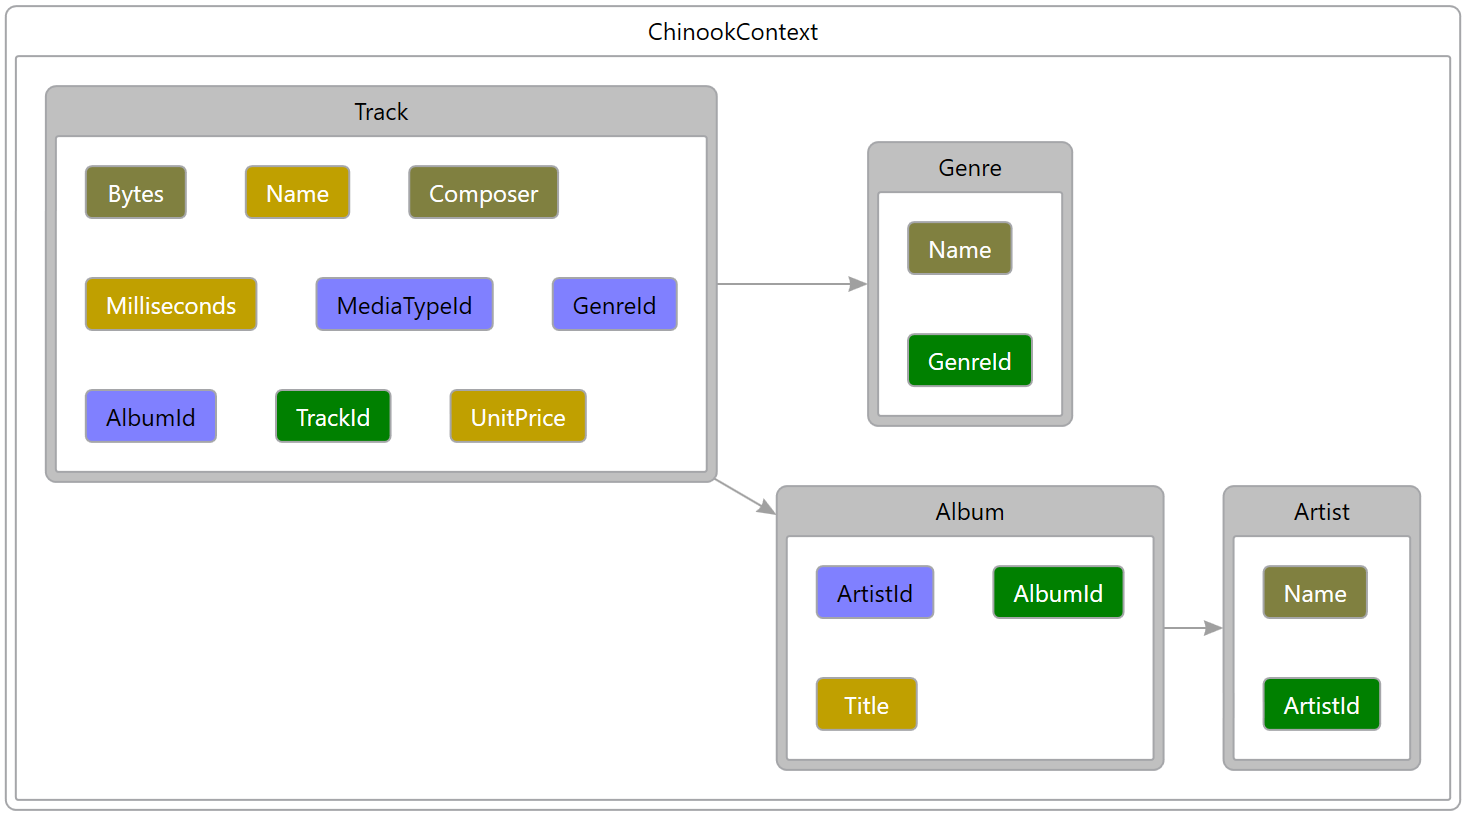 ChinookContext
Track
Bytes
Name
Composer
Milliseconds
MediaTypeId
GenreId
AlbumId
TrackId
UnitPrice
Genre
Name
GenreId
Album
ArtistId
AlbumId
Title
Artist
Name
ArtistId